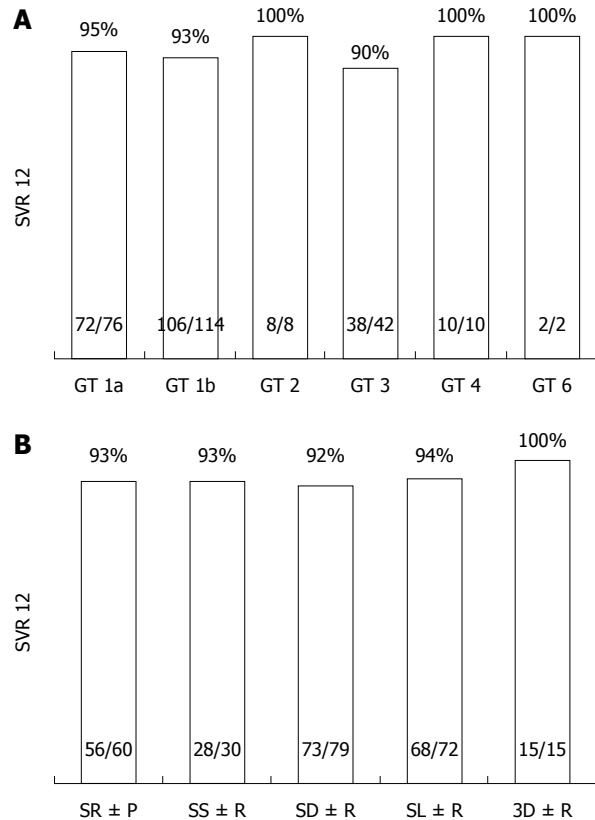 A
95% 93% 100% 90% 100% 100%
SVR 12
72/76 106/114 8/8 38/42 10/10 2/2
GT 1a GT 1b GT 2 GT 3 GT 4 GT 6
B
93% 93% 92% 94% 100%
SVR 12
56/60 28/30 73/79 68/72 15/15
SR ± P SS ± R SD ± R SL ± R 3D ± R